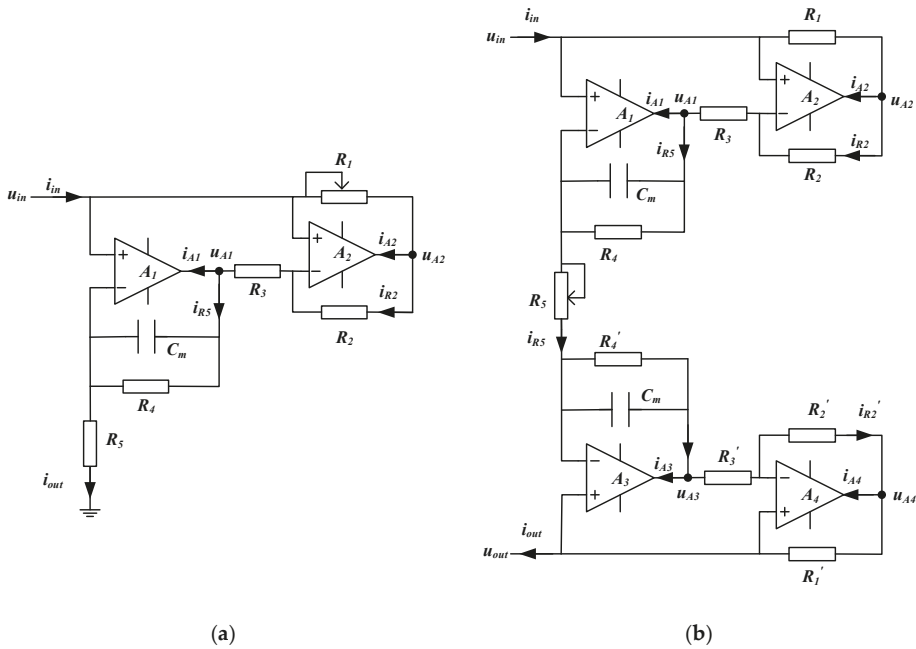 i_in
u_in
R_1
A_1
i_A1
u_A1
R_3
A_2
i_A2
u_A2
i_R5
i_R2
R_2
C_m
R_4
R_5
i_out
(a)
i_in
u_in
R_1
A_1
i_A1
u_A1
R_3
A_2
i_A2
u_A2
i_R5
i_R2
R_2
C_m
R_4
R_5
i_R5
R_4'
C_m
R_2'
i_R2'
R_3'
A_3
i_A3
u_A3
A_4
i_A4
u_A4
i_out
u_out
R_1'
(b)